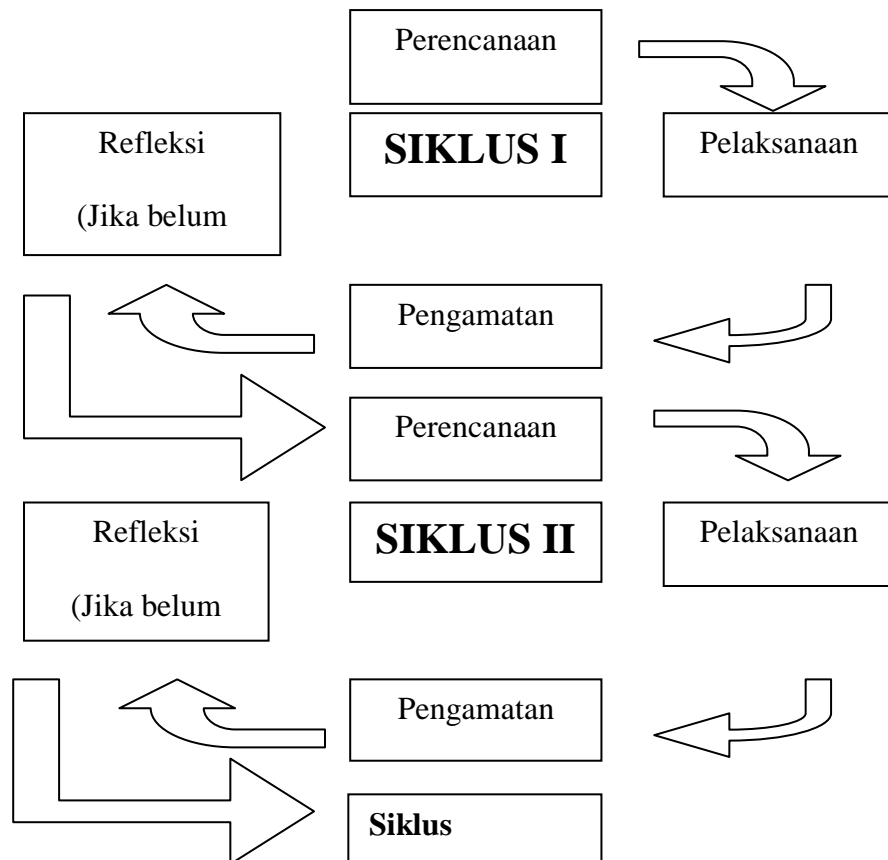 Perencanaan
Refleksi
(Jika belum
SIKLUS I
Pelaksanaan
Pengamatan
Perencanaan
Refleksi
(Jika belum
SIKLUS II
Pelaksanaan
Pengamatan
Siklus